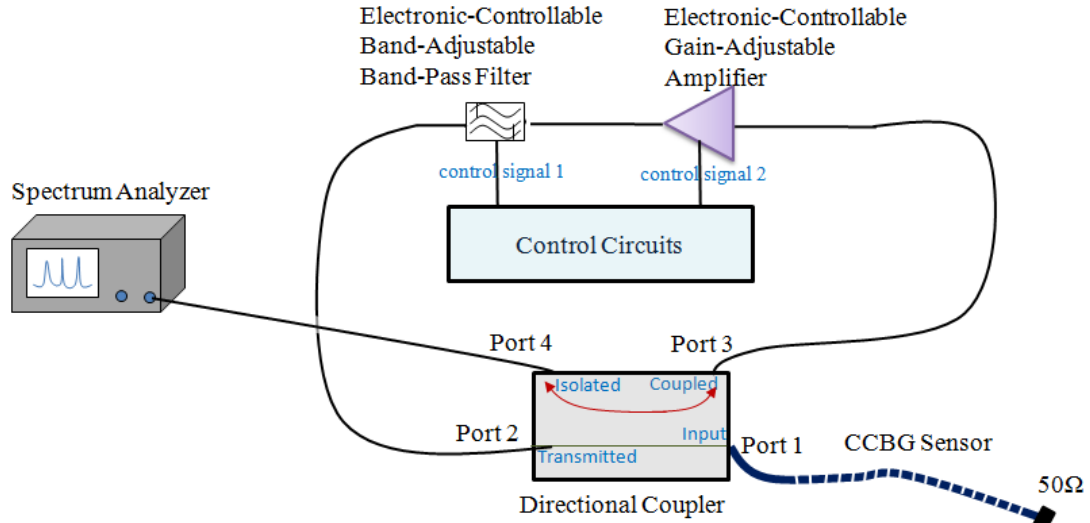 Electronic-Controllable
Band-Adjustable
Band-Pass Filter
Electronic-Controllable
Gain-Adjustable
Amplifier
control signal 1
control signal 2
Spectrum Analyzer
Control Circuits
Port 4
Port 3
Isolated
Coupled
Port 2
Input
Port 1
CCBG Sensor
Transmitted
50Ω
Directional Coupler